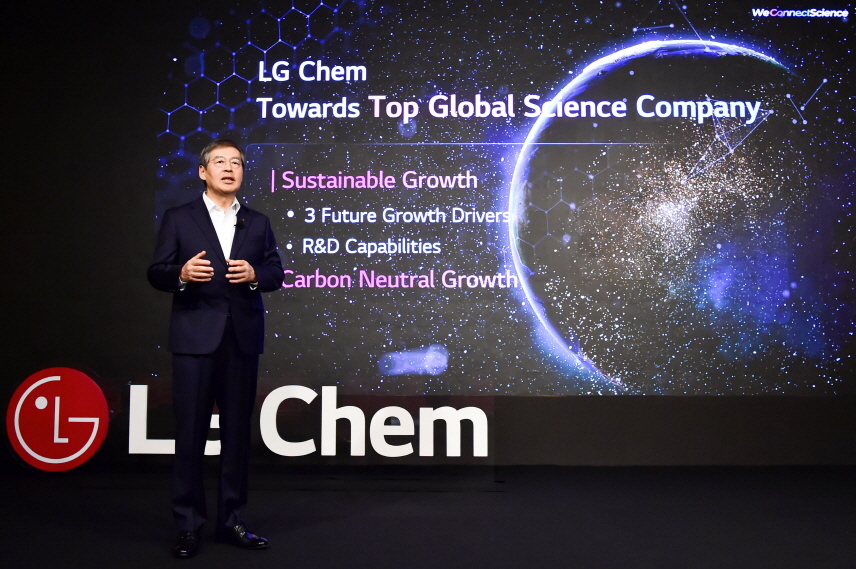 WeConnectScience
LG Chem
Towards Top Global Science Company
| Sustainable Growth
• 3 Future Growth Drivers
• R&D Capabilities
Carbon Neutral Growth
LG
LG Chem